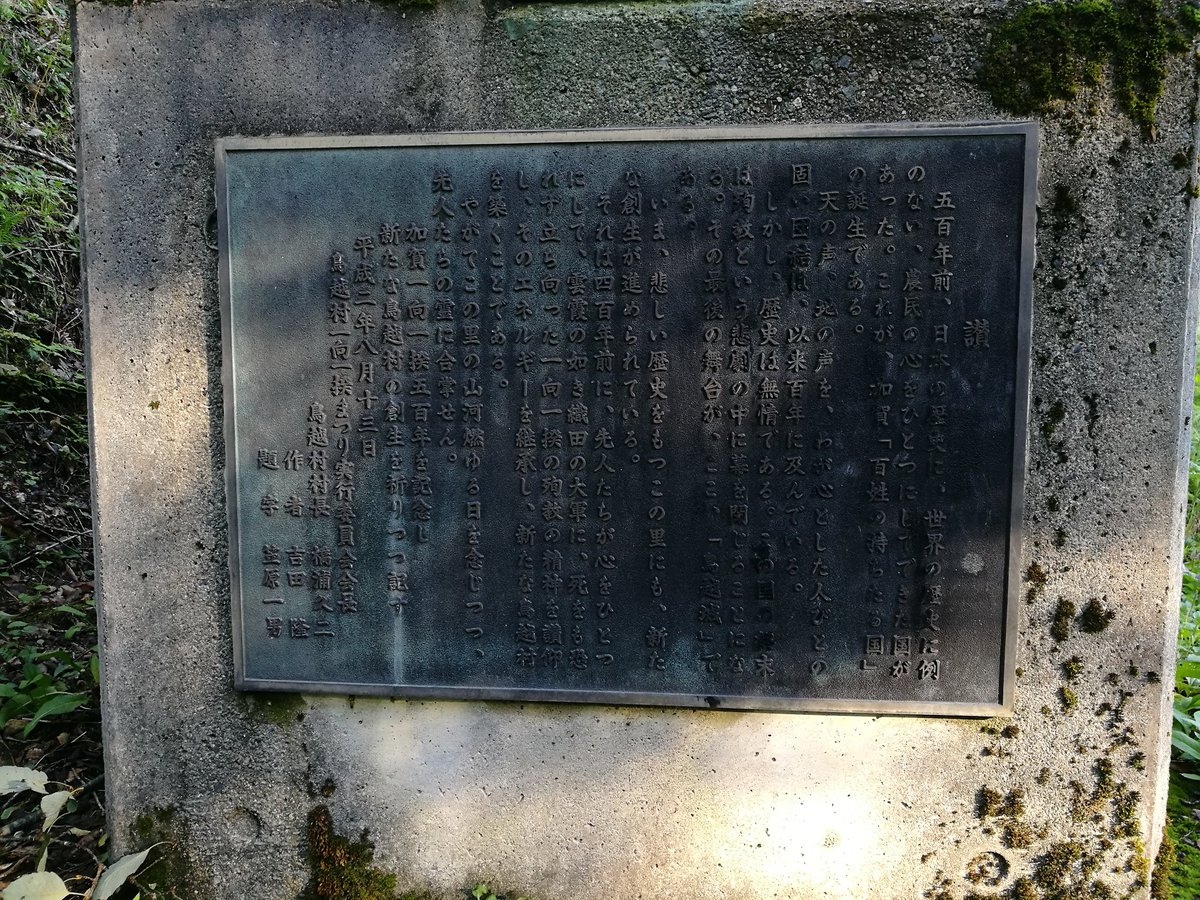 讃
五百年前、日本の歴史に、世界の歴史に例
のない、農民の心をひとつにしてできた国が
あった。これが、加賀「百姓の持ちたる国」
の誕生である。
天の声、地の声を、わが心とした人びとの
固い団結は、以来百年に及んでいる。
しかし、歴史は無情である。この国の終末
は殉教という悲劇の中に幕を閉じることにな
る。その最後の舞台が、ここ、「鳥越城」で
ある。
いま、悲しい歴史をもつこの里にも、新た
な創生が進められている。
それは四百年前に、先人たちが心をひとつ
にして、雲霞の如き織田の大軍に、死をも恐
れず立ち向った一向一揆の殉教の精神を讃仰
し、そのエネルギーを継承し、新たな鳥越村
を築くことである。
やがてこの里の山河燃ゆる日を念じつつ、
先人たちの霊に合掌せん。
加賀一向一揆五百年を記念し
新たな鳥越村の創生を祈りつつ記す
平成三年八月十三日
鳥越村一向一揆まつり実行委員会会長
鳥越村村長 橋浦 二
作者 吉田 隆
題字 笠原一男